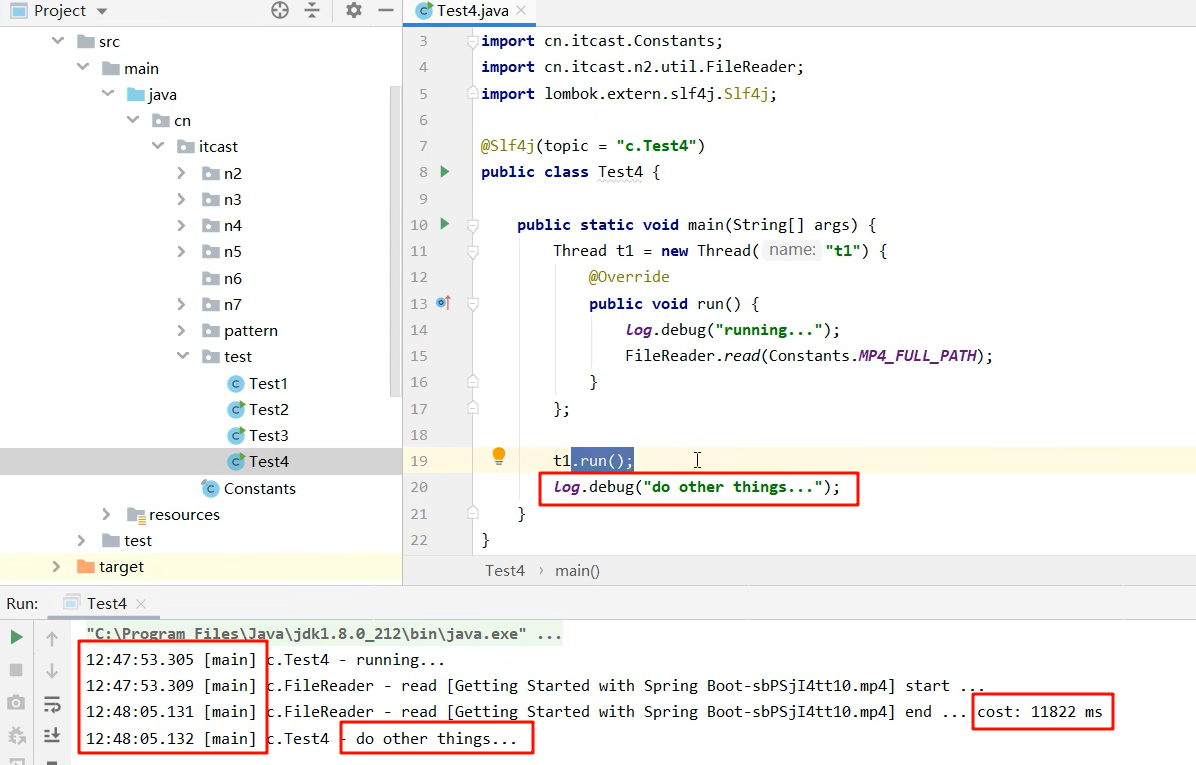 Project
Test4.java
src
main
java
cn
itcast
n2
n3
n4
n5
n6
n7
pattern
test
Test1
Test2
Test3
Test4
Constants
resources
test
target
3 import cn.itcast.Constants;
4 import cn.itcast.n2.util.FileReader;
5 import lombok.extern.slf4j.Slf4j;
6
7 @Slf4j(topic = "c.Test4")
8 public class Test4 {
9
10 public static void main(String[] args) {
11 Thread t1 = new Thread( name: "t1") {
12 @Override
13 public void run() {
14 log.debug("running...");
15 FileReader.read(Constants.MP4_FULL_PATH);
16 }
17 };
18
19 t1.run();
20 log.debug("do other things...");
21 }
22 }
Test4 › main()
Run: Test4
"C:\Program Files\Java\jdk1.8.0_212\bin\java.exe" ...
12:47:53.305 [main] c.Test4 - running...
12:47:53.309 [main] c.FileReader - read [Getting Started with Spring Boot-sbPSjI4tt10.mp4] start ...
12:48:05.131 [main] c.FileReader - read [Getting Started with Spring Boot-sbPSjI4tt10.mp4] end ... cost: 11822 ms
12:48:05.132 [main] c.Test4 - do other things...